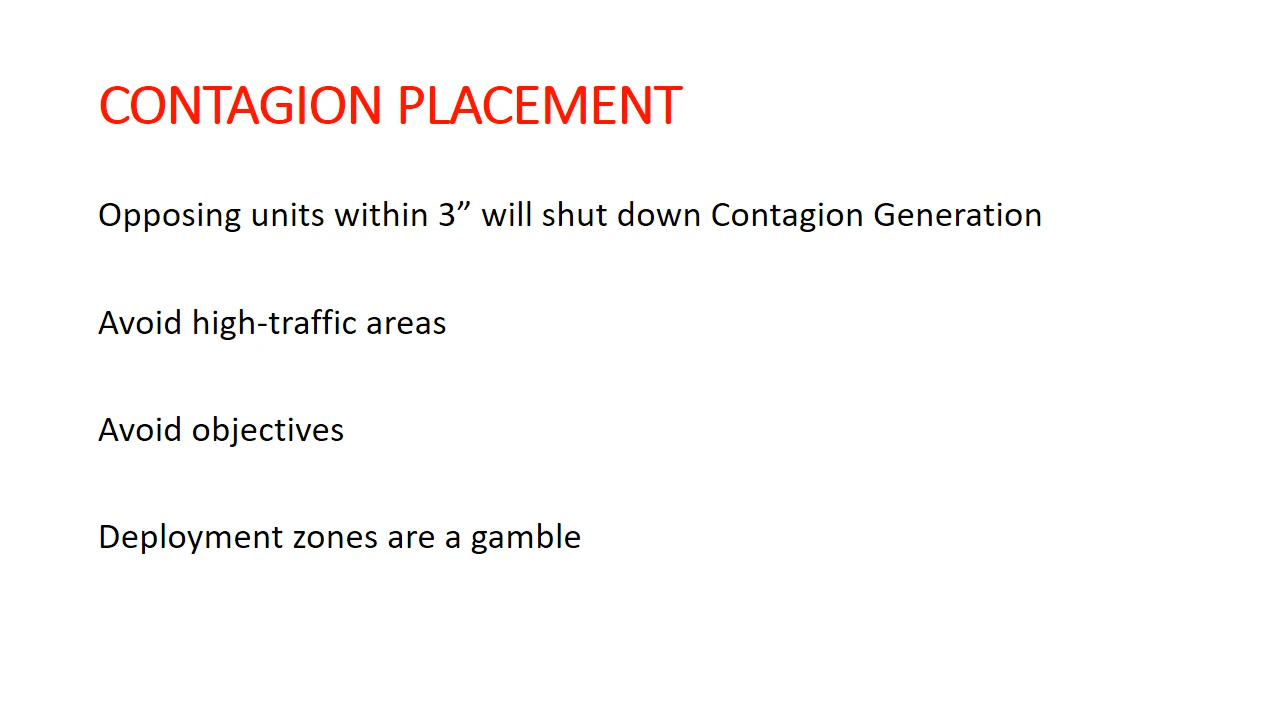 CONTAGION PLACEMENT
Opposing units within 3” will shut down Contagion Generation
Avoid high-traffic areas
Avoid objectives
Deployment zones are a gamble